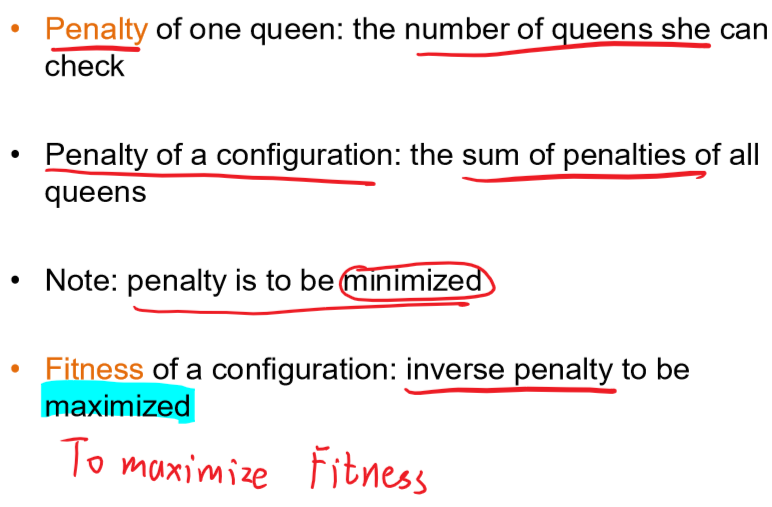 • Penalty of one queen: the number of queens she can
check
• Penalty of a configuration: the sum of penalties of all
queens
• Note: penalty is to be minimized
• Fitness of a configuration: inverse penalty to be
maximized
To maximize Fitness